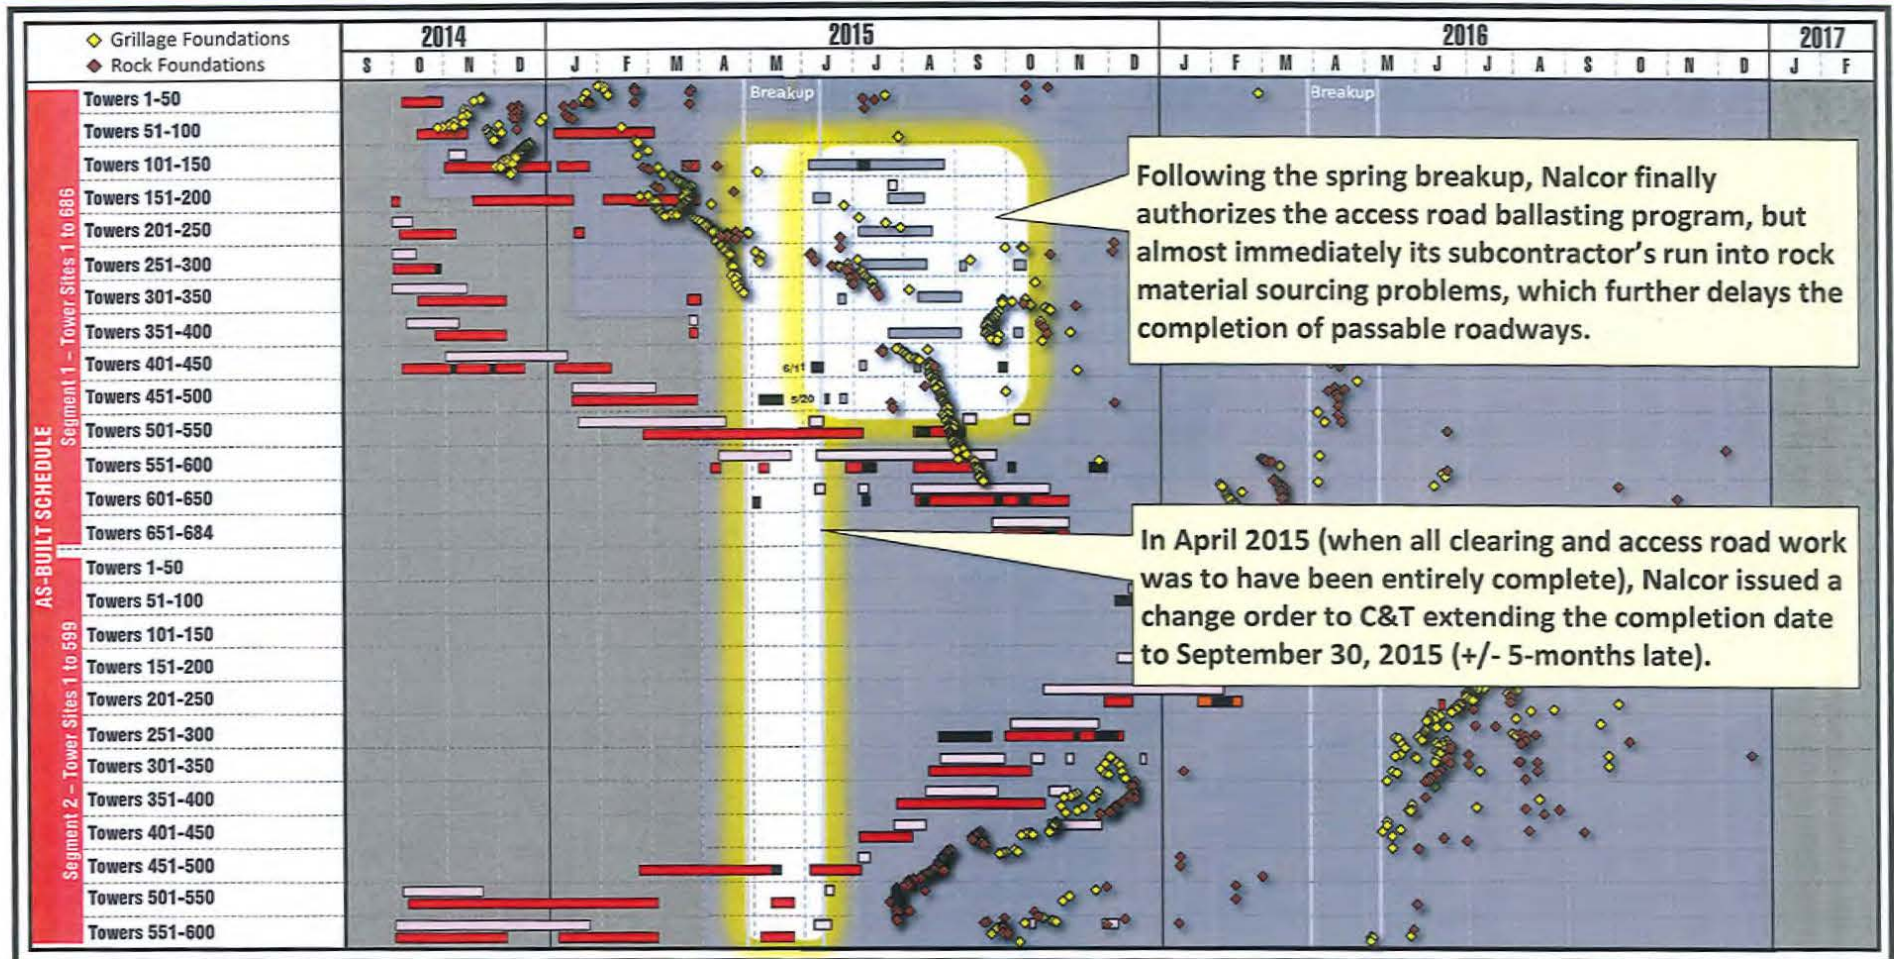 Grillage Foundations
Rock Foundations
2014 2015 2016 2017
S O N D J F M A M J J A S O N D J F M A M J J A S O N D J F
AS-BUILT SCHEDULE
Segment 1 – Tower Sites 1 to 686
Towers 1-50
Towers 51-100
Towers 101-150
Towers 151-200
Towers 201-250
Towers 251-300
Towers 301-350
Towers 351-400
Towers 401-450
Towers 451-500
Towers 501-550
Towers 551-600
Towers 601-650
Towers 651-684
Segment 2 – Tower Sites 1 to 599
Towers 1-50
Towers 51-100
Towers 101-150
Towers 151-200
Towers 201-250
Towers 251-300
Towers 301-350
Towers 351-400
Towers 401-450
Towers 451-500
Towers 501-550
Towers 551-600
Breakup
Breakup
5/20
Following the spring breakup, Nalcor finally
authorizes the access road ballasting program, but
almost immediately its subcontractor's run into rock
material sourcing problems, which further delays the
completion of passable roadways.
In April 2015 (when all clearing and access road work
was to have been entirely complete), Nalcor issued a
change order to C&T extending the completion date
to September 30, 2015 (+/- 5-months late).